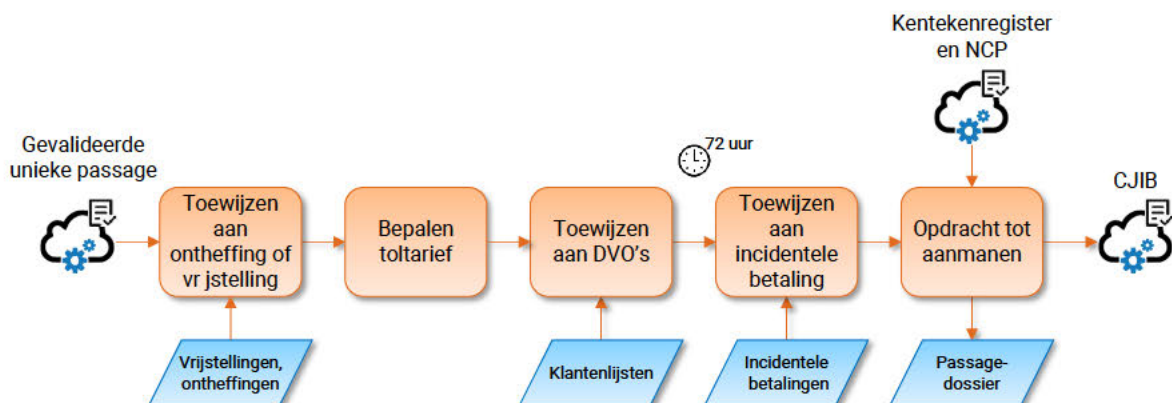 Kentekenregister
en NCP
72 uur
Gevalideerde
unieke passage
CJIB
Toewijzen
aan
ontheffing of
vr jstelling
Bepalen
toltarief
Toewijzen
aan DVO's
Toewijzen
aan
incidentele
betaling
Opdracht tot
aanmanen
Vrijstellingen,
ontheffingen
Klantenlijsten
Incidentele
betalingen
Passage-
dossier